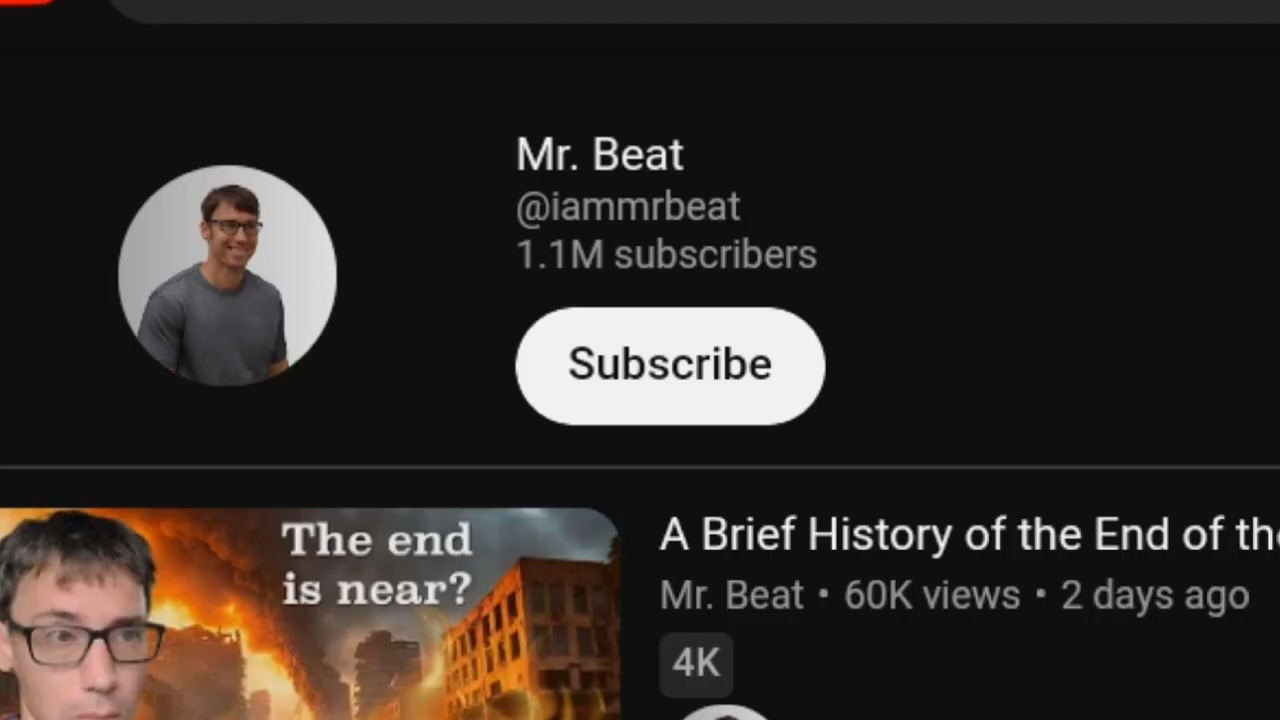 Mr. Beat
@iammrbeat
1.1M subscribers
Subscribe
The end
is near?
A Brief History of the End of the
Mr. Beat • 60K views • 2 days ago
4K